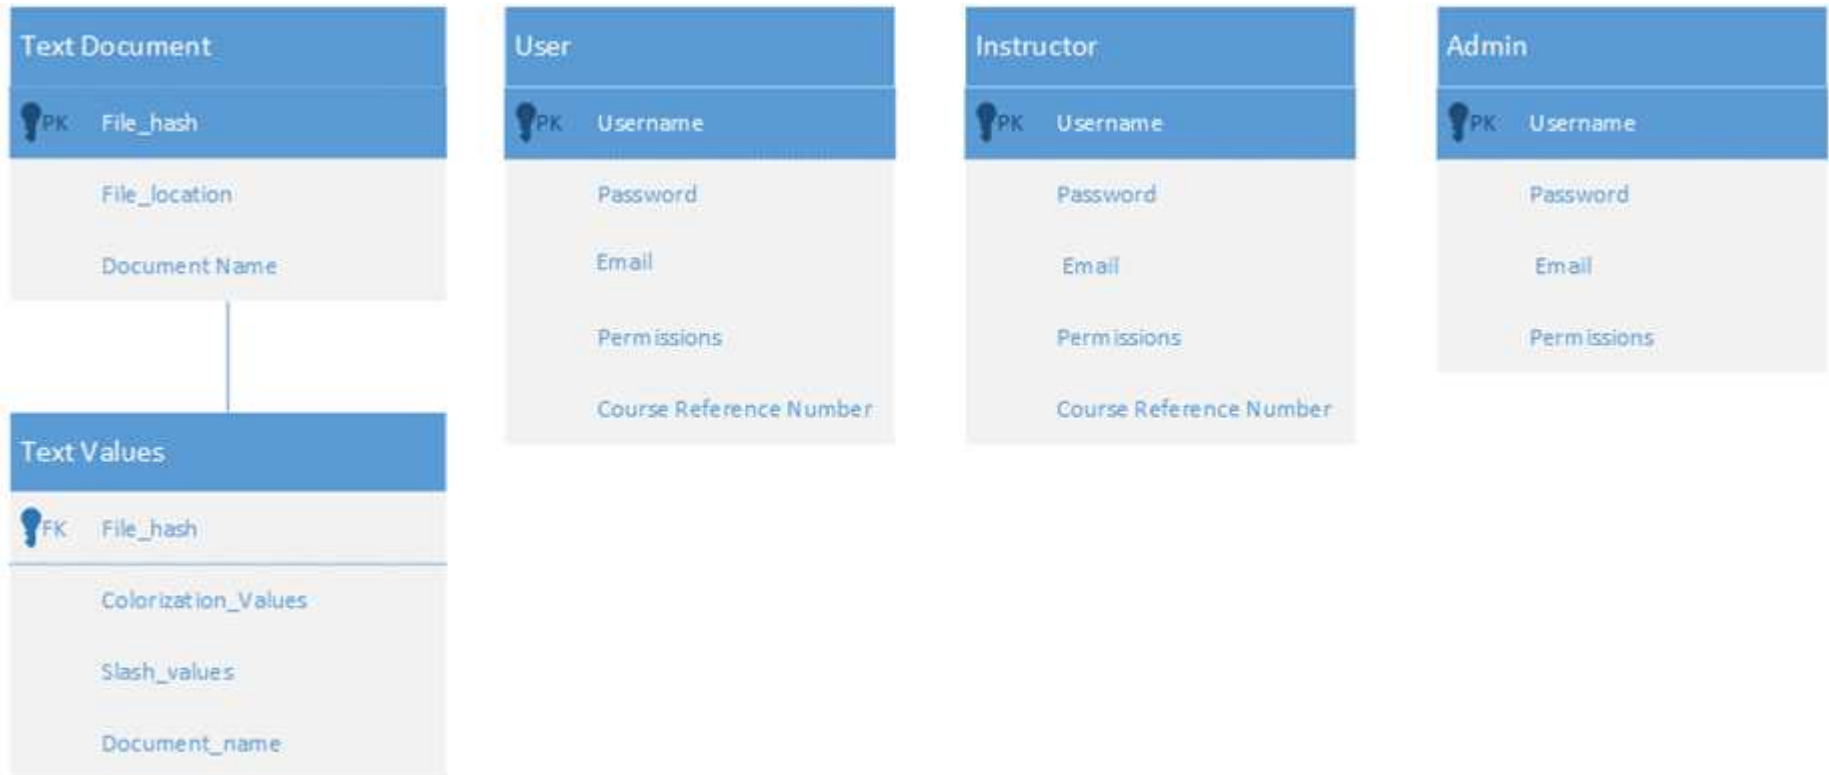 Text Document
PK File_hash
File_location
Document Name
Text Values
FK File_hash
Colorization_Values
Slash_values
Document_name
User
PK Username
Password
Email
Permissions
Course Reference Number
Instructor
PK Username
Password
Email
Permissions
Course Reference Number
Admin
PK Username
Password
Email
Permissions